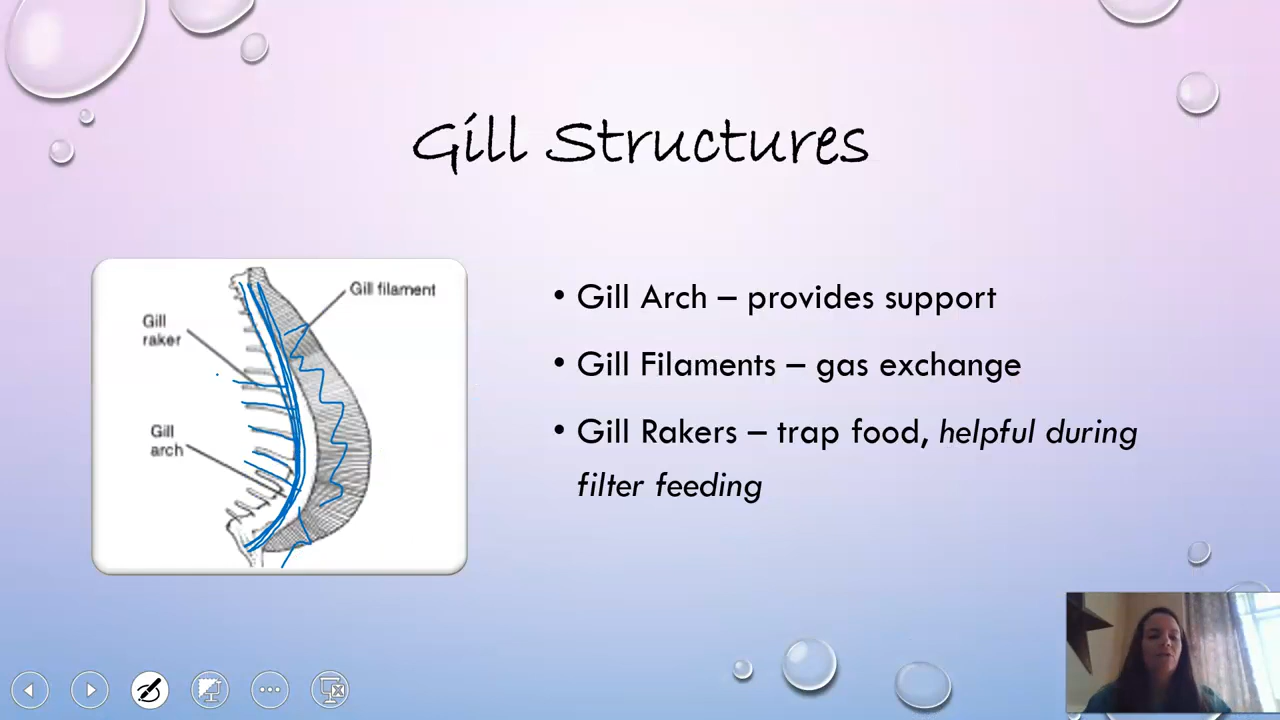 Gill Structures
Gill filament
Gill
raker
Gill
arch
• Gill Arch – provides support
• Gill Filaments – gas exchange
• Gill Rakers – trap food, helpful during
filter feeding